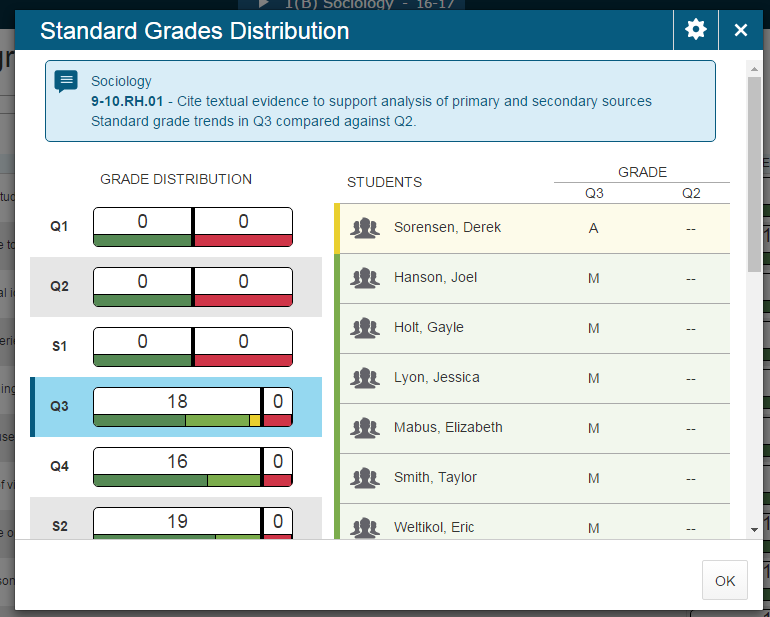 1(B) Sociology - 16-17
Standard Grades Distribution
Sociology
9-10.RH.01 - Cite textual evidence to support analysis of primary and secondary sources
Standard grade trends in Q3 compared against Q2.
GRADE DISTRIBUTION
Q1 0 0
Q2 0 0
S1 0 0
Q3 18 0
Q4 16 0
S2 19 0
STUDENTS GRADE
Q3 Q2
Sorensen, Derek A --
Hanson, Joel M --
Holt, Gayle M --
Lyon, Jessica M --
Mabus, Elizabeth M --
Smith, Taylor M --
Weltikol, Eric M --
OK